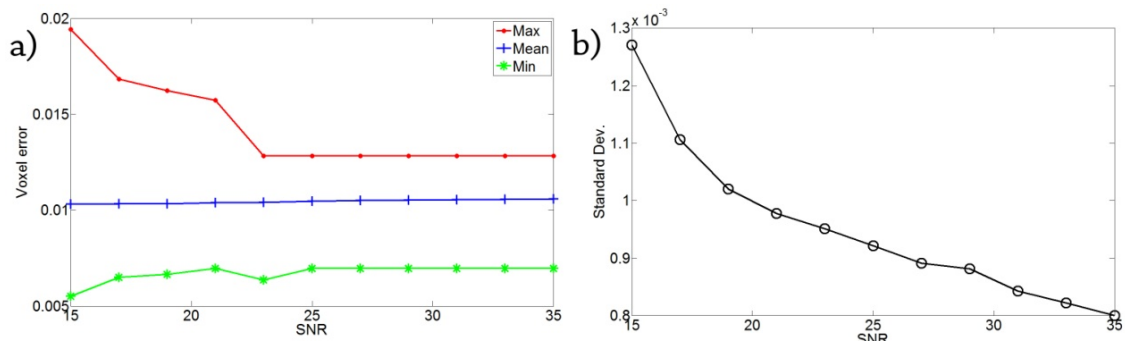 a)
0.02
0.015
0.01
0.005
Voxel error
15 20 25 30 35
SNR
Max
Mean
Min
b)
1.3 x 10-3
1.2
1.1
1
0.9
0.8
Standard Dev.
15 20 25 30 35
SNR